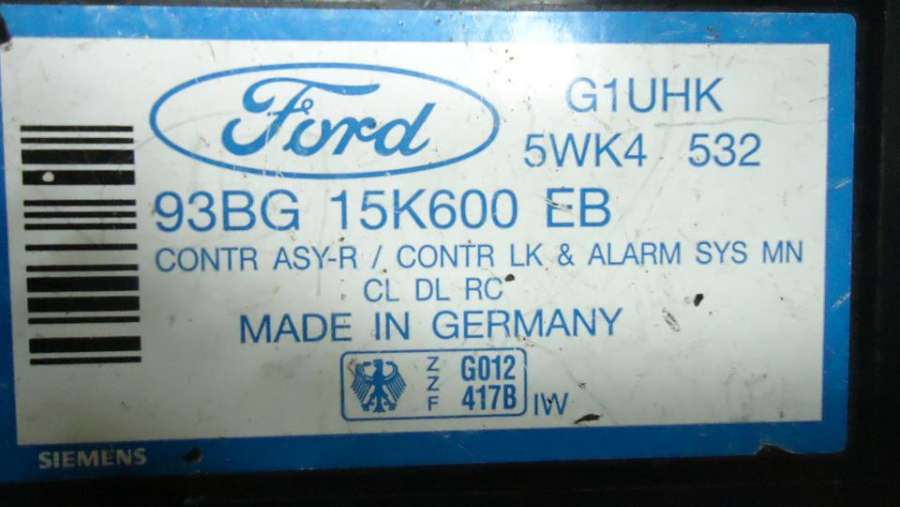 Ford
G1UHK
5WK4 532
93BG 15K600 EB
CONTR ASY-R / CONTR LK & ALARM SYS MN
CL DL RC
MADE IN GERMANY
ZZF
G012
417B
IW
SIEMENS